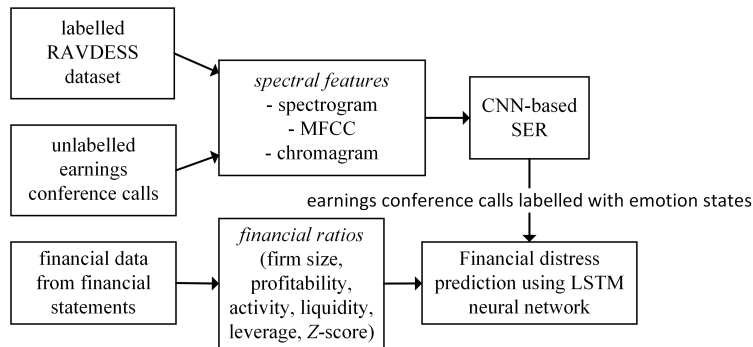 labelled
RAVDESS
dataset
unlabelled
earnings
conference calls
spectral features
- spectrogram
- MFCC
- chromagram
CNN-based
SER
earnings conference calls labelled with emotion states
financial data
from financial
statements
financial ratios
(firm size,
profitability,
activity, liquidity,
leverage, Z-score)
Financial distress
prediction using LSTM
neural network